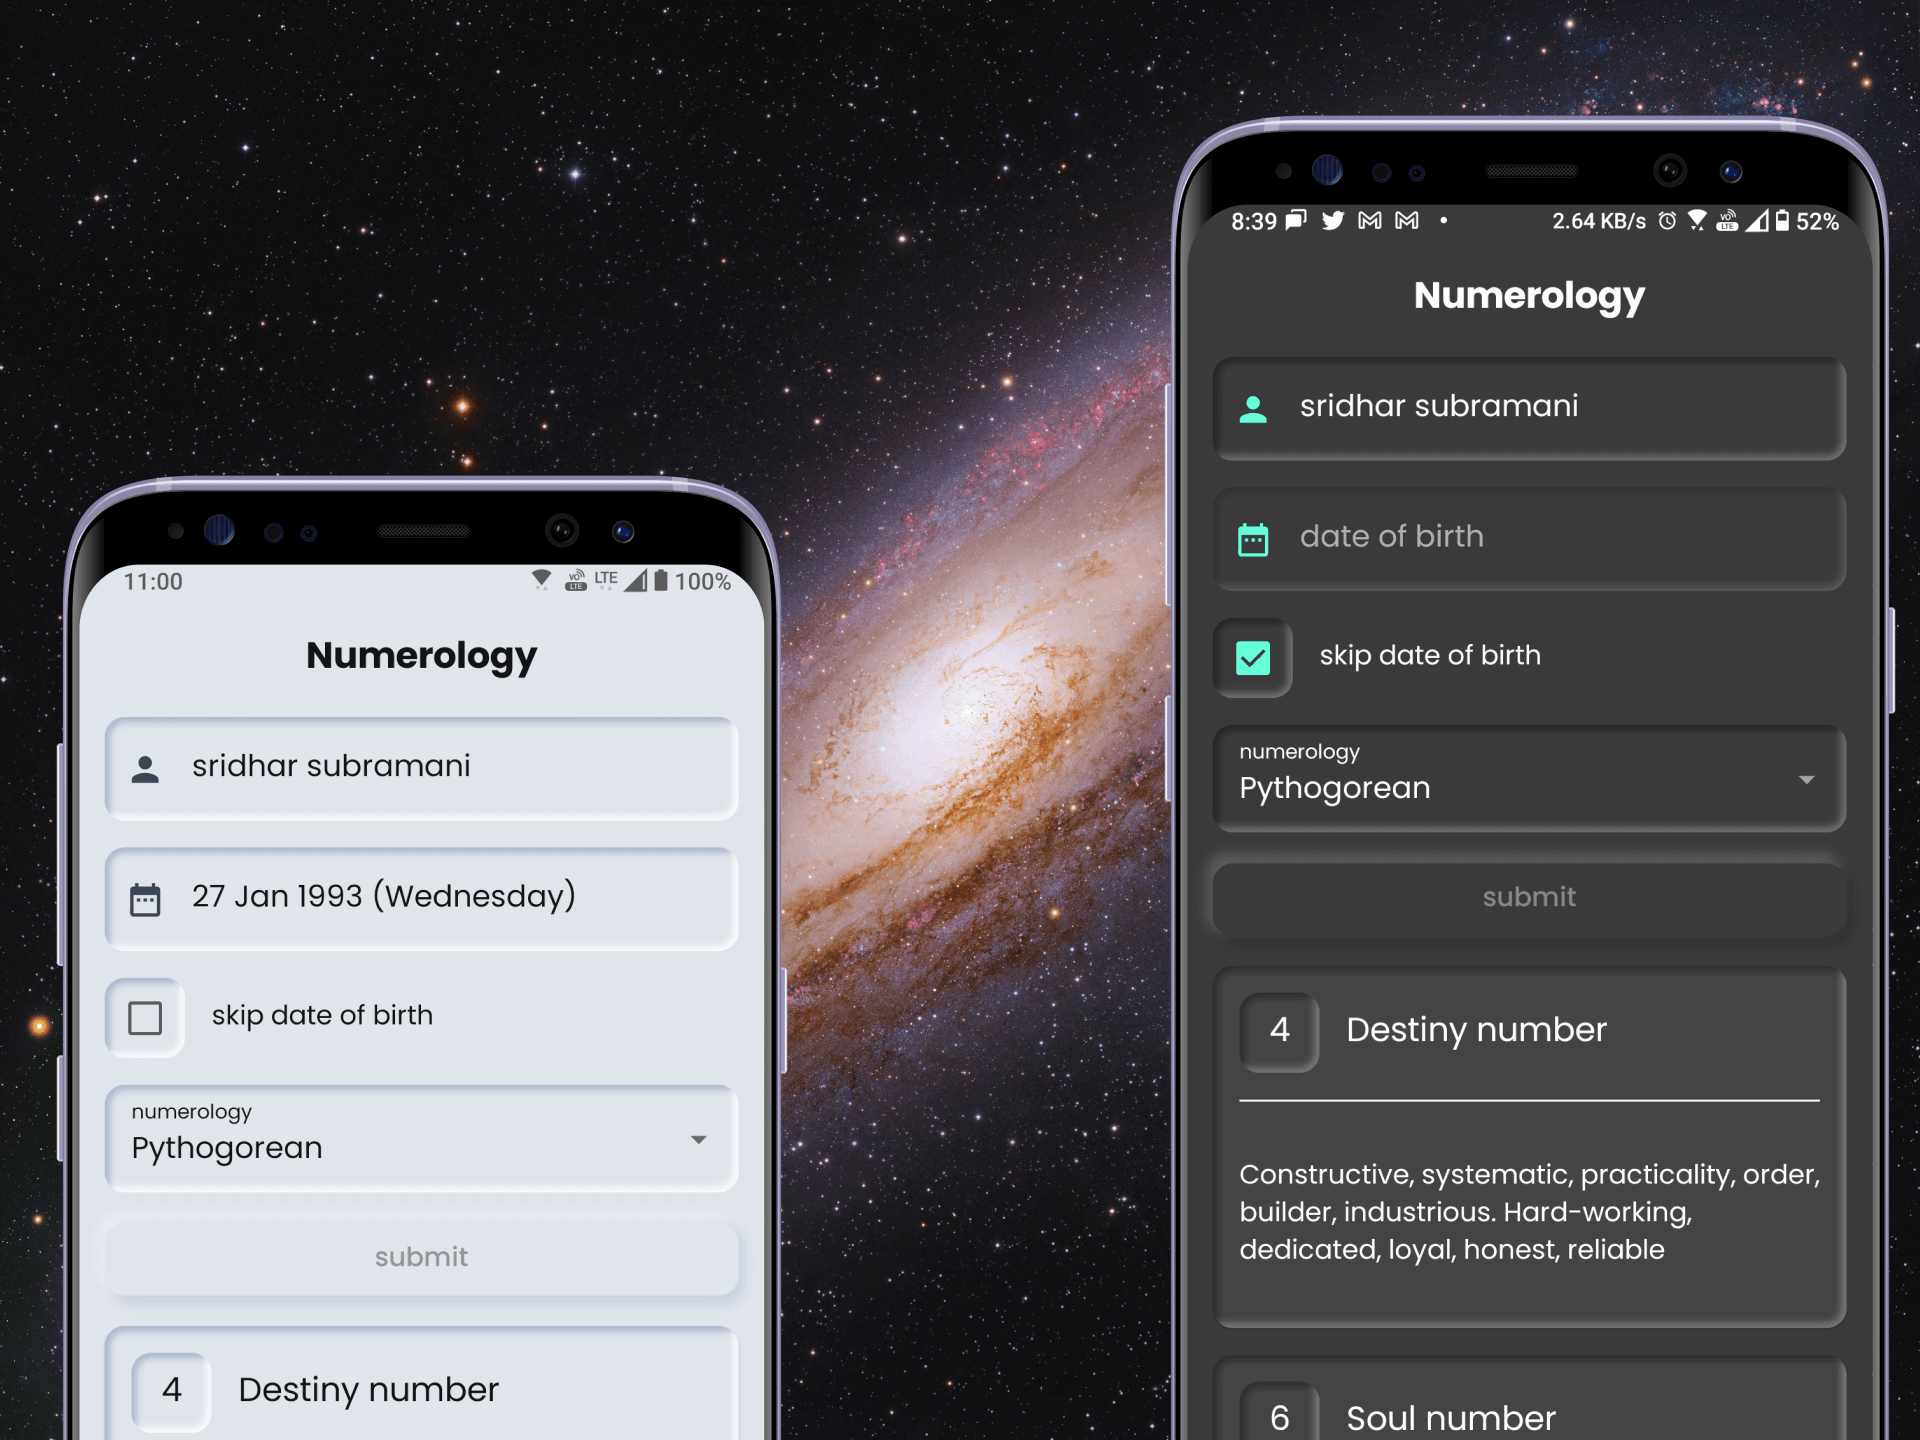 11:00
LTE
100%
Numerology
sridhar subramani
27 Jan 1993 (Wednesday)
skip date of birth
numerology
Pythogorean
submit
4
Destiny number
8:39
2.64 KB/s
52%
Numerology
sridhar subramani
date of birth
skip date of birth
numerology
Pythogorean
submit
4
Destiny number
Constructive, systematic, practicality, order,
builder, industrious. Hard-working,
dedicated, loyal, honest, reliable
6
Soul number